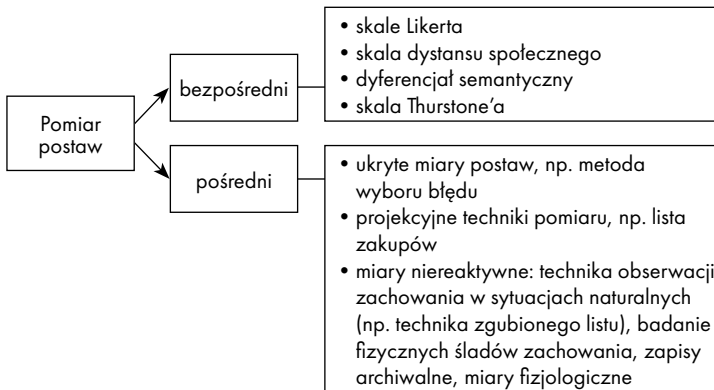 Pomiar
postaw
bezpośredni
• skale Likerta
• skala dystansu społecznego
• dyferencjał semantyczny
• skala Thurstone’a
pośredni
• ukryte miary postaw, np. metoda
wyboru błędu
• projekcyjne techniki pomiaru, np. lista
zakupów
• miary niereaktywne: technika obserwacji
zachowania w sytuacjach naturalnych
(np. technika zgubionego listu), badanie
fizycznych śladów zachowania, zapisy
archiwalne, miary fizjologiczne